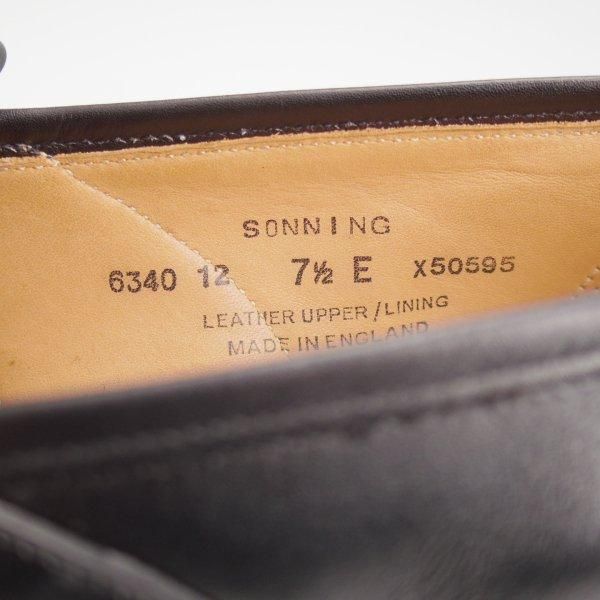 SONNING
6340 12 7½ E X50595
LEATHER UPPER/LINING
MADE IN ENGLAND